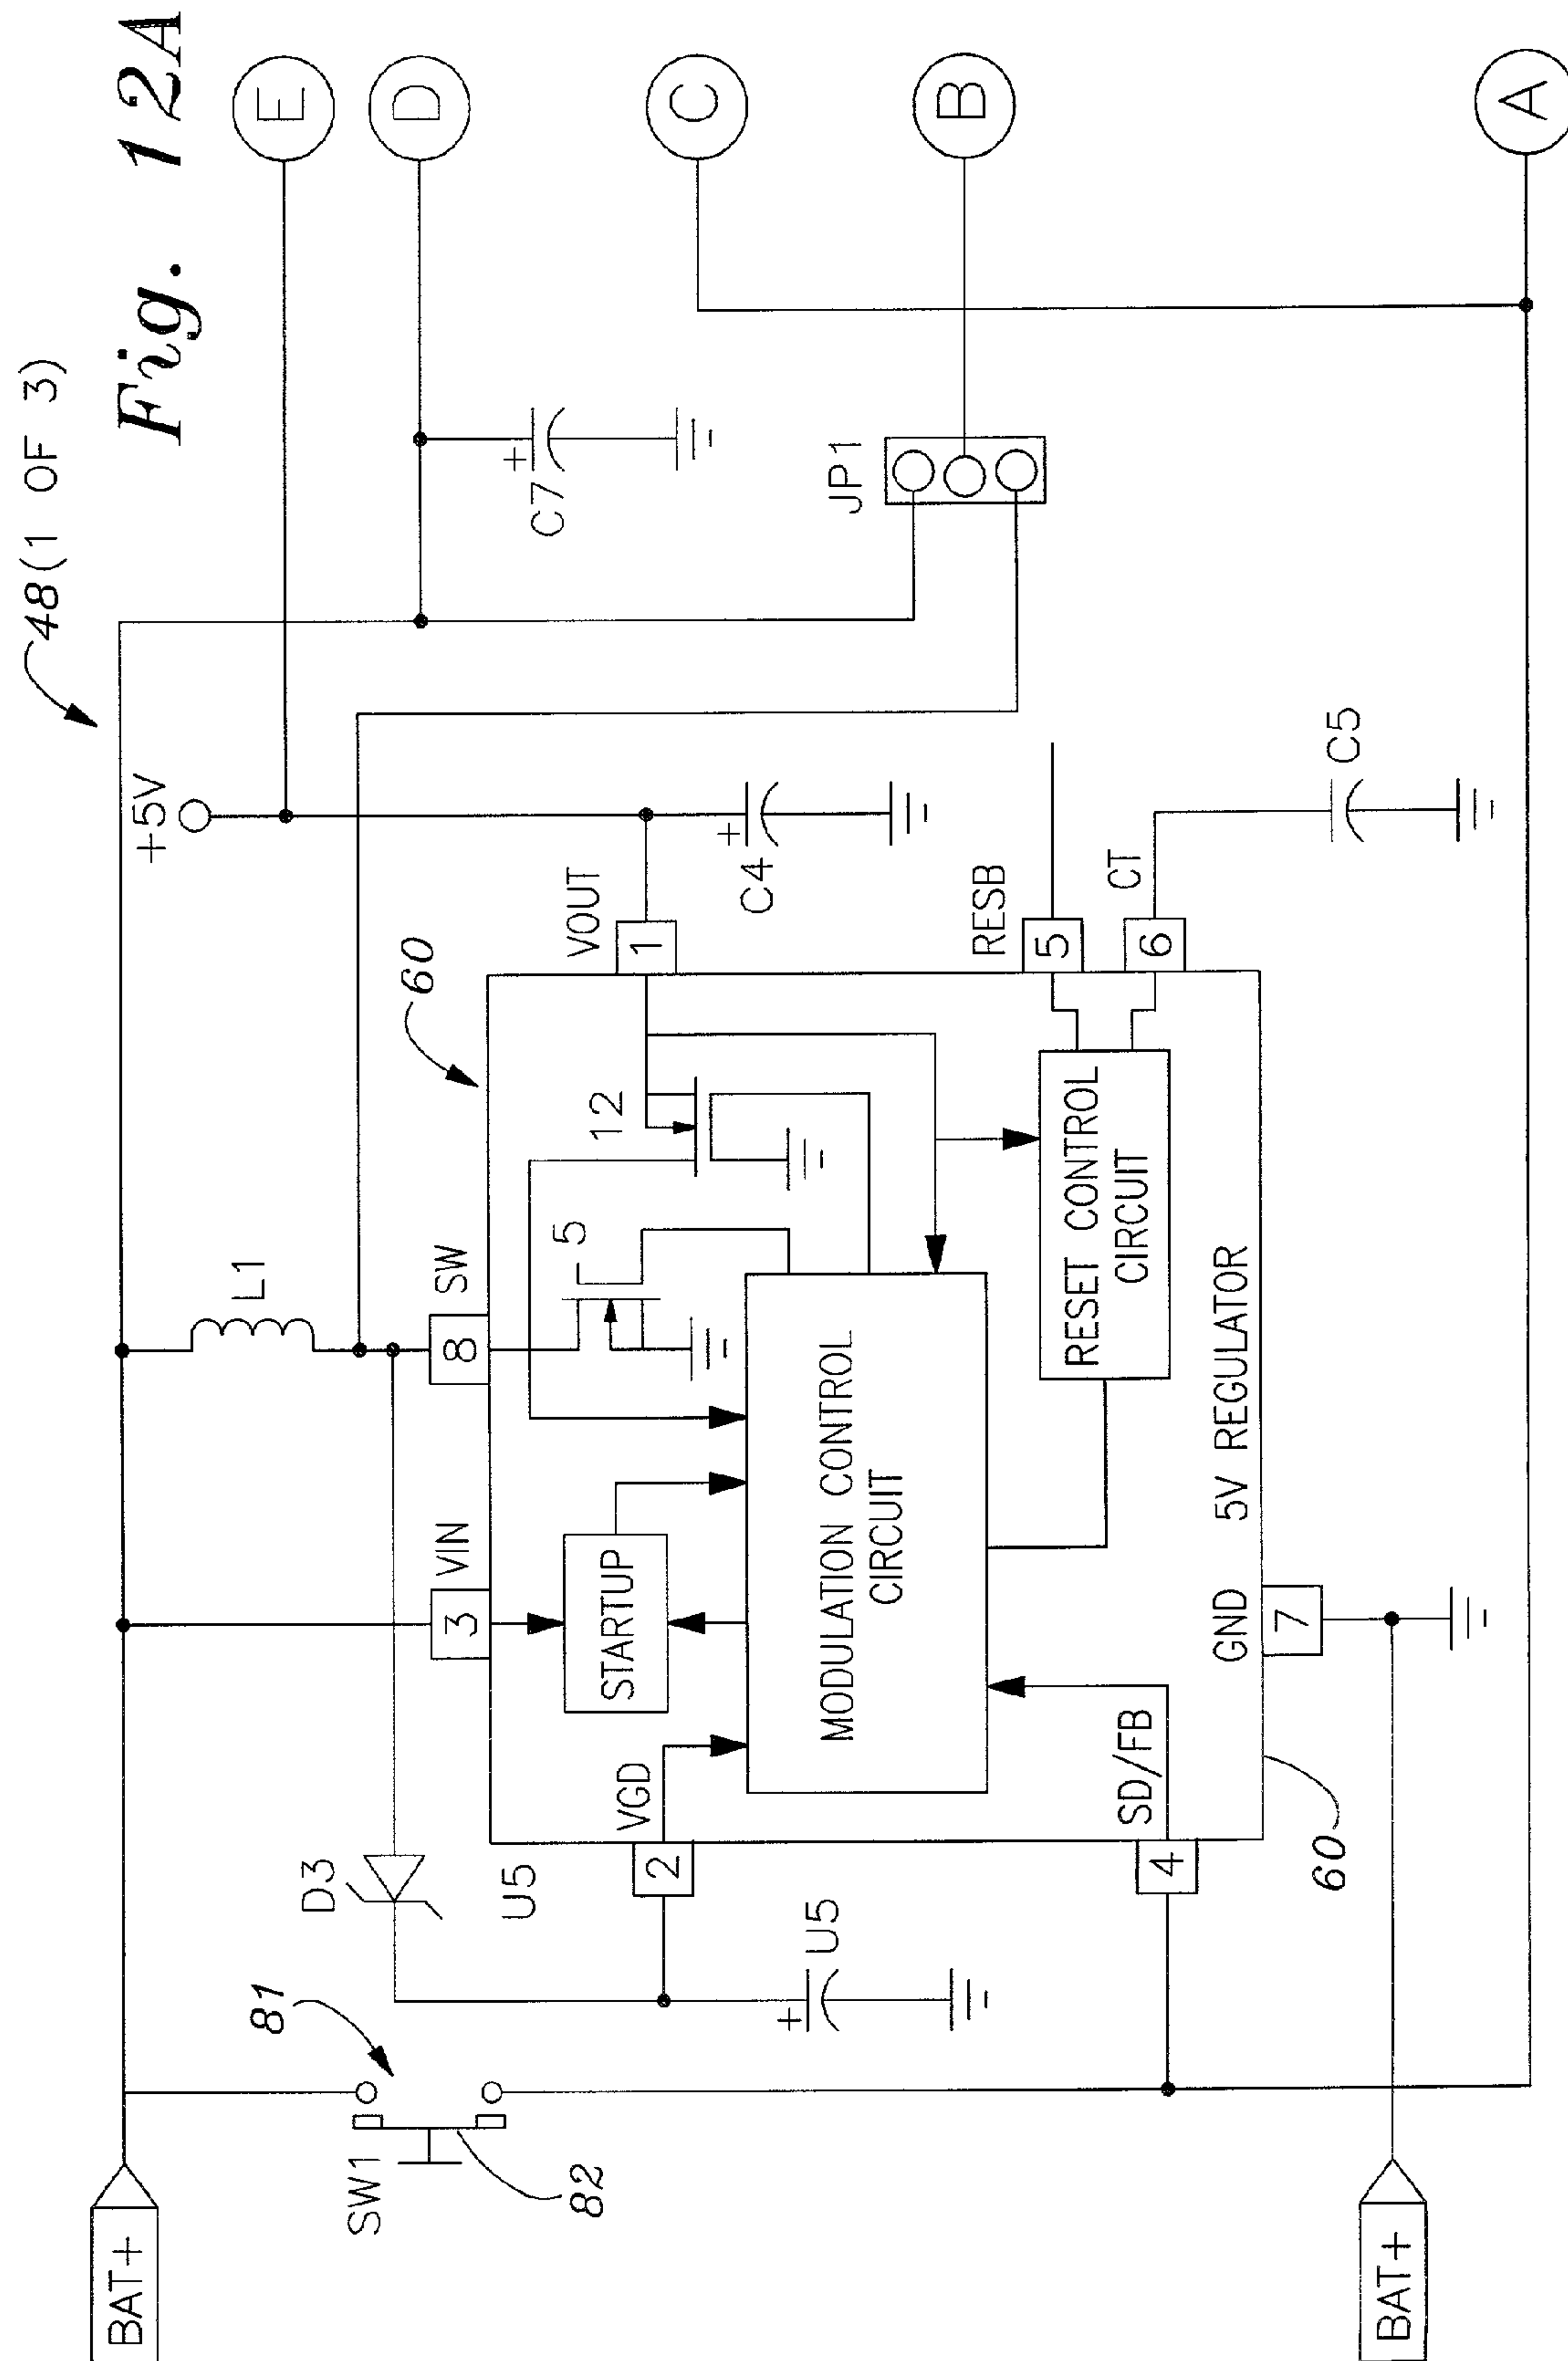 48(1 OF 3)
Fig. 12A
E
D
C
B
A
+5V
L1
C7
JP1
D3
81
SW1
82
BAT+
U5
60
3
VIN
8
SW
VOUT
1
C4
5
12
STARTUP
VGD
2
U5
MODULATION CONTROL
CIRCUIT
RESB
5
CT
6
C5
RESET CONTROL
CIRCUIT
SD/FB
4
GND
7
5V REGULATOR
60
BAT+